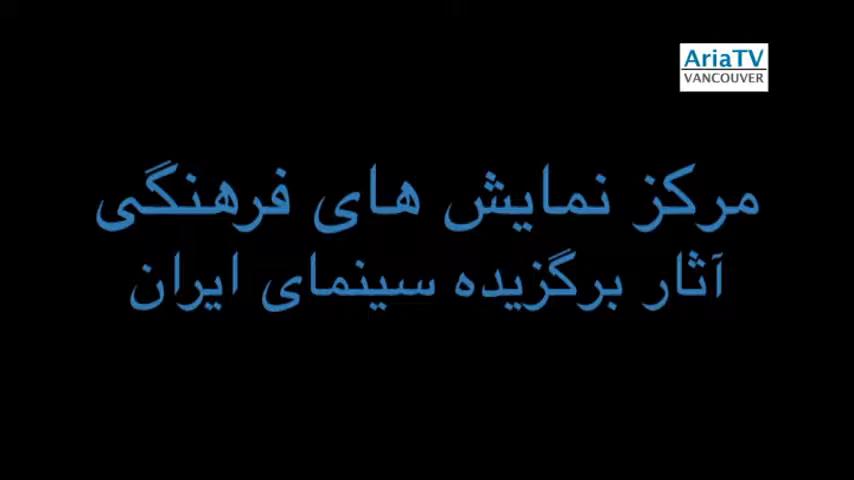 AriaTV
VANCOUVER
مرکز نمایش های فرهنگی
آثار برگزیده سینمای ایران